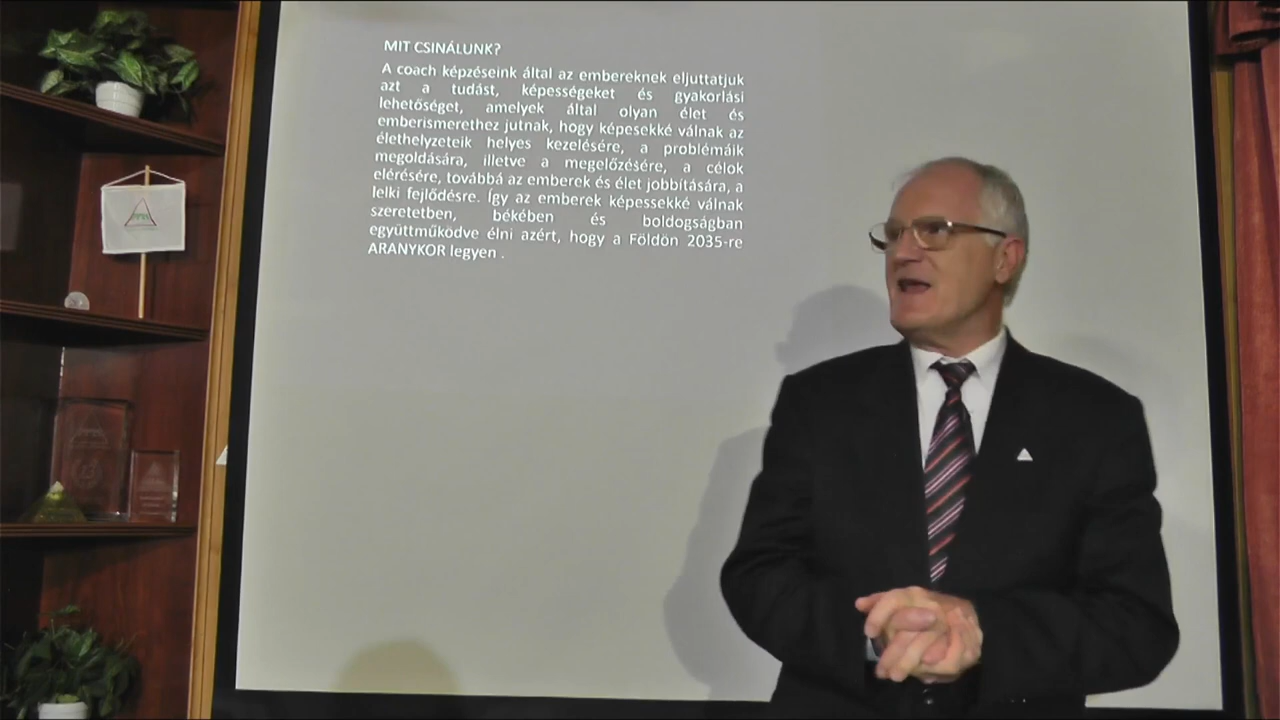 MIT CSINÁLUNK?
A coach képzéseink által az embereknek eljuttatjuk
azt a tudást, képességeket és gyakorlási
lehetőséget, amelyek által olyan élet és
emberismerethez jutnak, hogy képesekké válnak az
élethelyzeteik helyes kezelésére, a problémáik
megoldására, illetve a megelőzésére, a célok
elérésére, továbbá az emberek és élet jobbítására, a
lelki fejlődésre. Így az emberek képessekké válnak
szeretetben, békében és boldogságban
együttműködve élni azért, hogy a Földön 2035-re
ARANYKOR legyen .